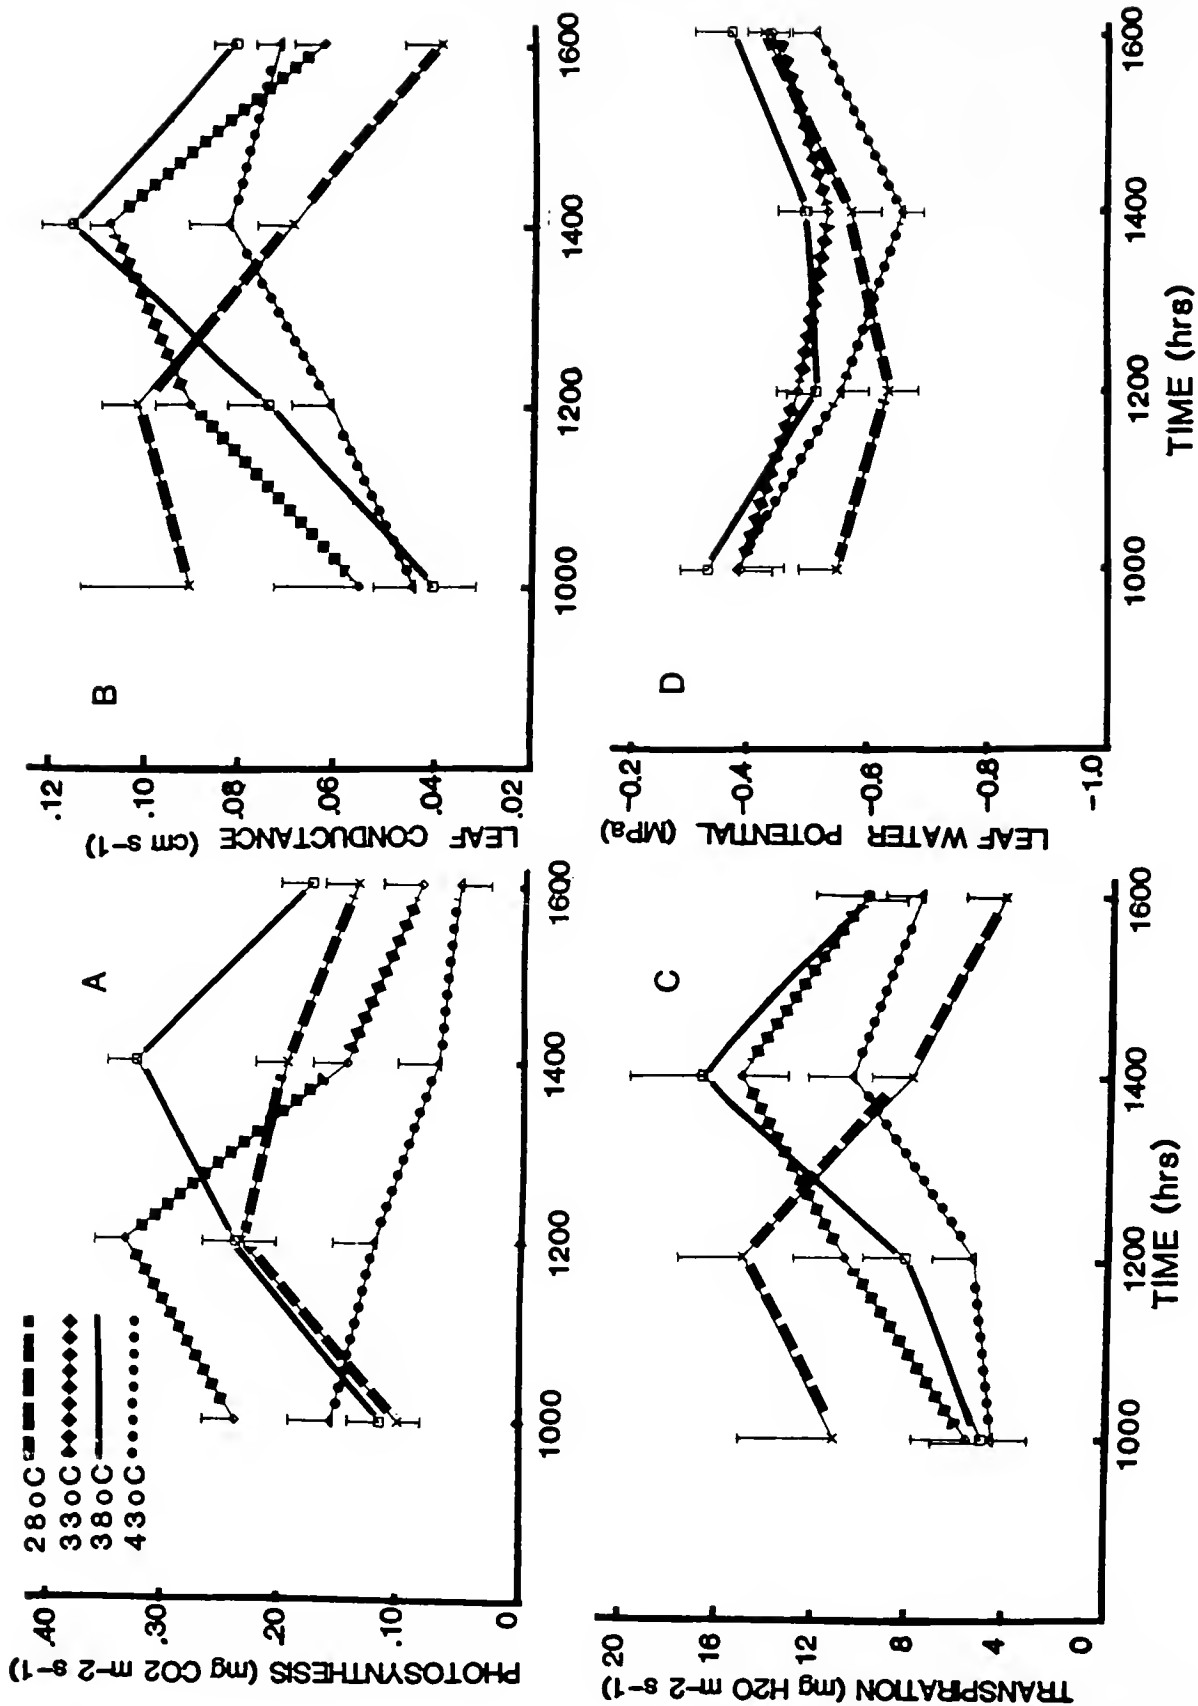 A
28oC
33oC
38oC
43oC
PHOTOSYNTHESIS (mg CO2 m-2 s-1)
.40
.30
.20
.10
0
1000
1200
1400
1600
B
LEAF CONDUCTANCE (cm s-1)
.12
.10
.08
.06
.04
.02
1000
1200
1400
1600
C
TRANSPIRATION (mg H2O m-2 s-1)
20
16
12
8
4
0
1000
1200
1400
1600
TIME (hrs)
D
LEAF WATER POTENTIAL (MPa)
-0.2
-0.4
-0.6
-0.8
-1.0
1000
1200
1400
1600
TIME (hrs)